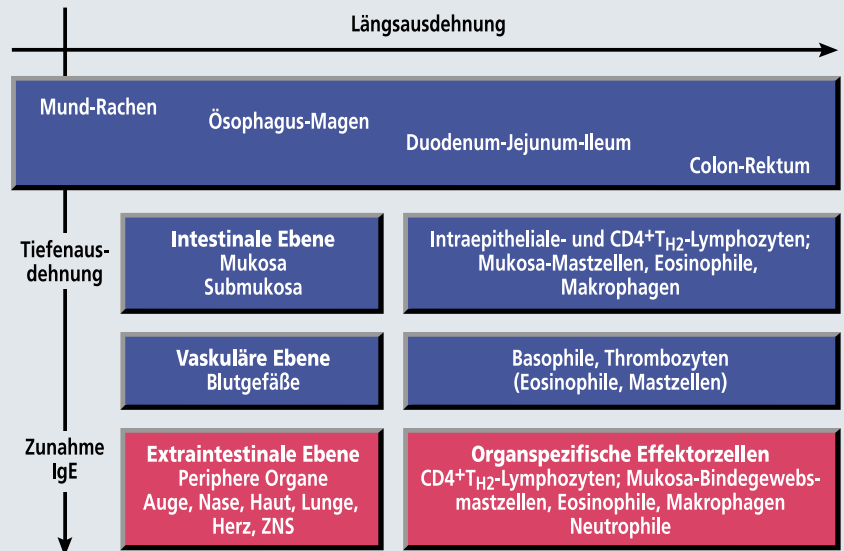 Längsausdehnung
Mund-Rachen
Ösophagus-Magen
Duodenum-Jejunum-Ileum
Colon-Rektum
Tiefenaus-
dehnung
Intestinale Ebene
Mukosa
Submukosa
Intraepitheliale- und CD4⁺T_H2-Lymphozyten;
Mukosa-Mastzellen, Eosinophile,
Makrophagen
Vaskuläre Ebene
Blutgefäße
Basophile, Thrombozyten
(Eosinophile, Mastzellen)
Zunahme
IgE
Extraintestinale Ebene
Periphere Organe
Auge, Nase, Haut, Lunge,
Herz, ZNS
Organspezifische Effektorzellen
CD4⁺T_H2-Lymphozyten; Mukosa-Bindegewebs-
mastzellen, Eosinophile, Makrophagen
Neutrophile